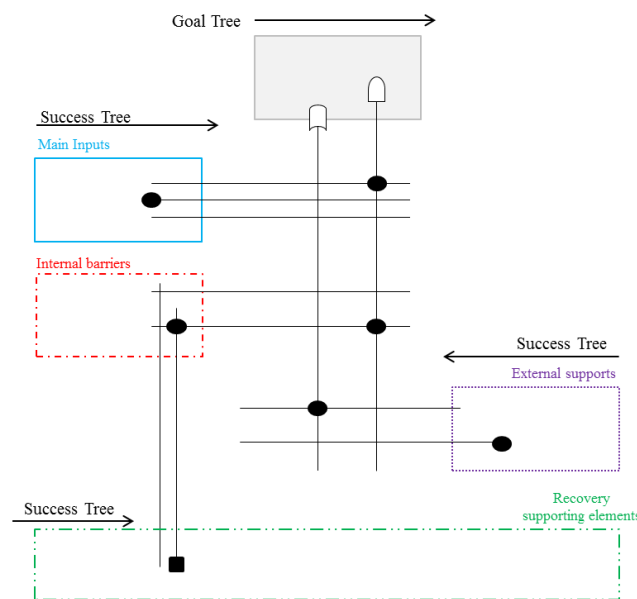 Goal Tree
Success Tree
Main Inputs
Internal barriers
Success Tree
External supports
Success Tree
Recovery
supporting elements